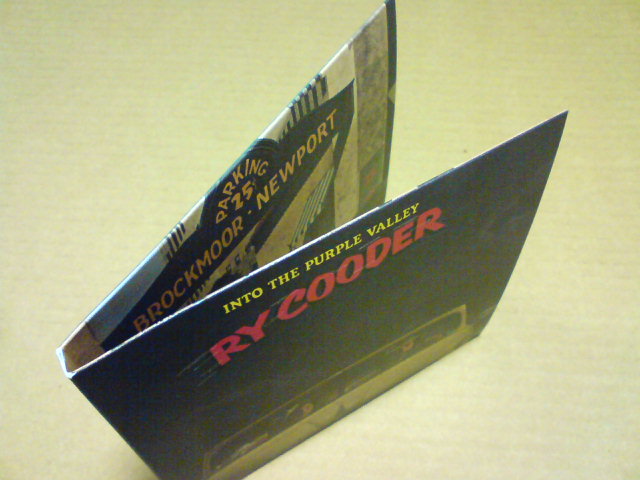 PARKING
25¢
BROCKMOOR - NEWPORT
INTO THE PURPLE VALLEY
RY COODER